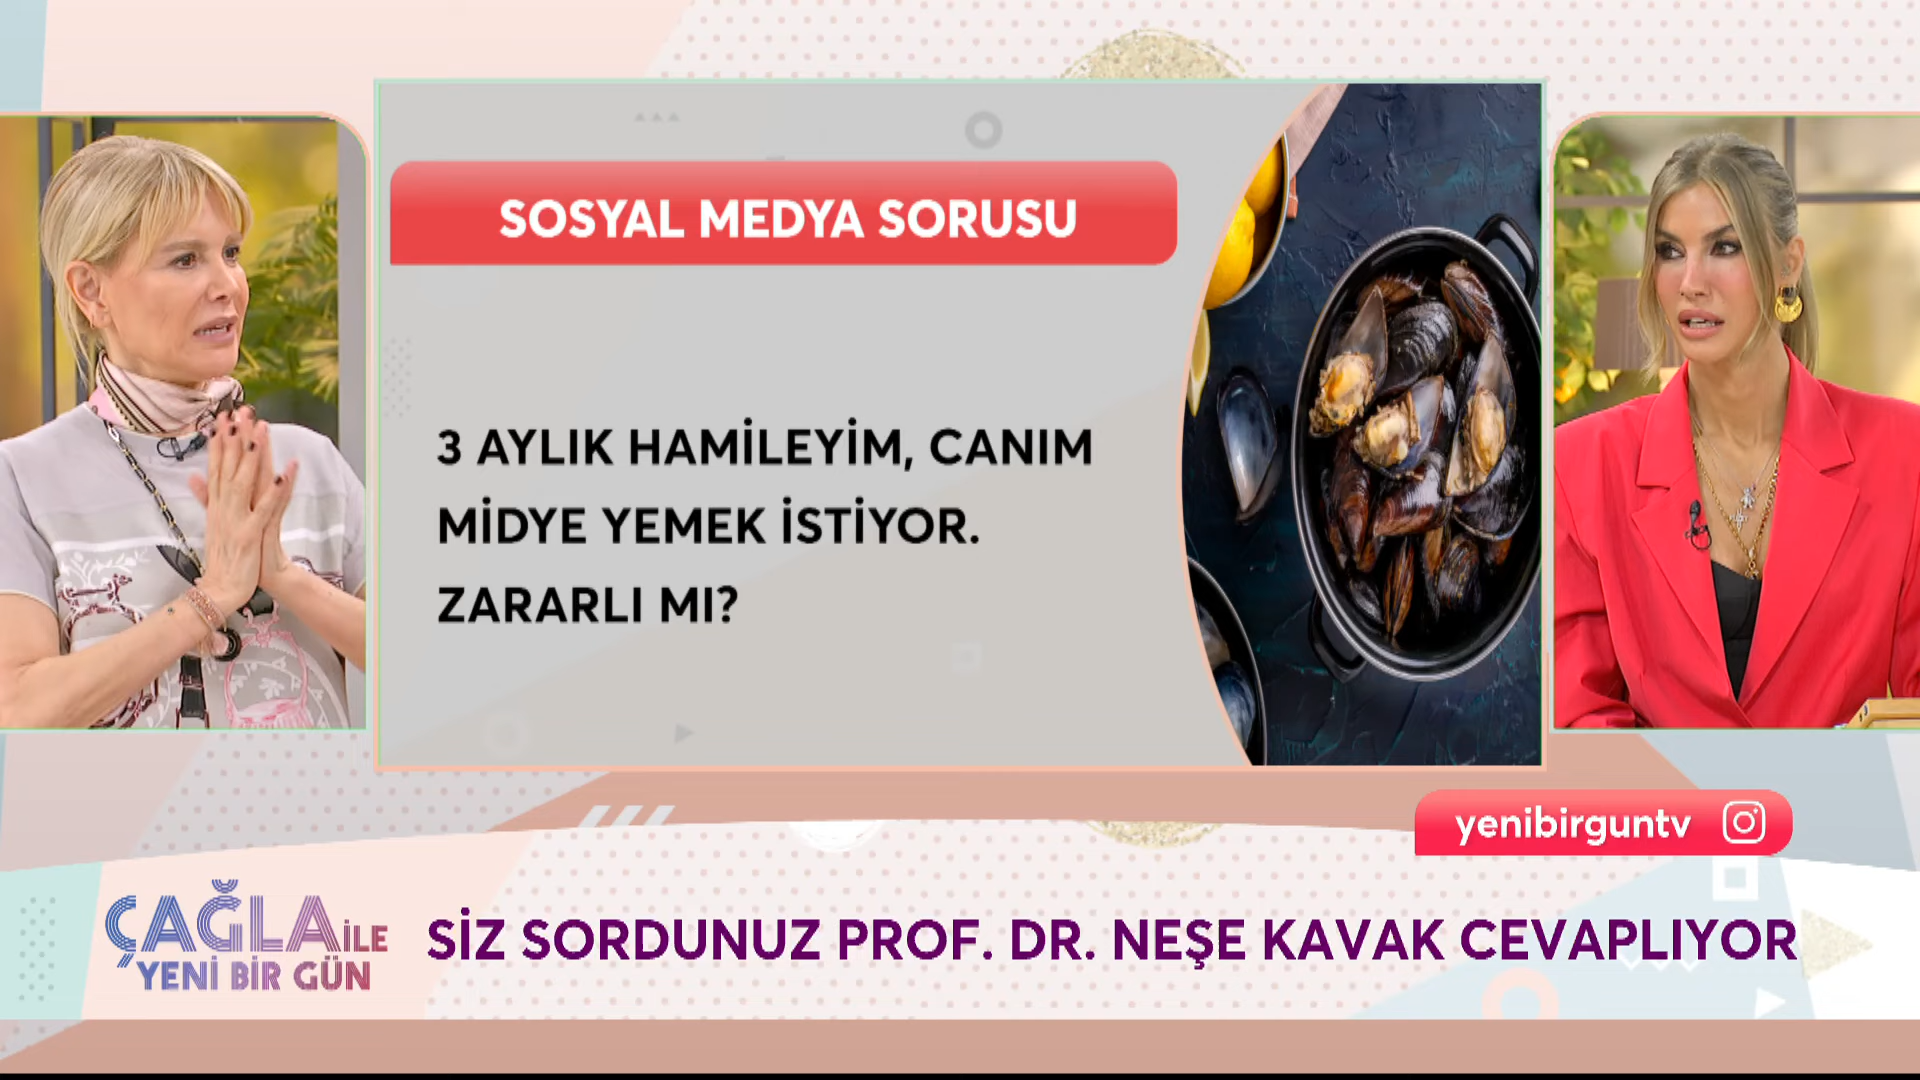 SOSYAL MEDYA SORUSU
3 AYLIK HAMİLEYİM, CANIM
MİDYE YEMEK İSTİYOR.
ZARARLI MI?
yenibirguntv
ÇAĞLA İLE
YENİ BİR GÜN
SİZ SORDUNUZ PROF. DR. NEŞE KAVAK CEVAPLIYOR